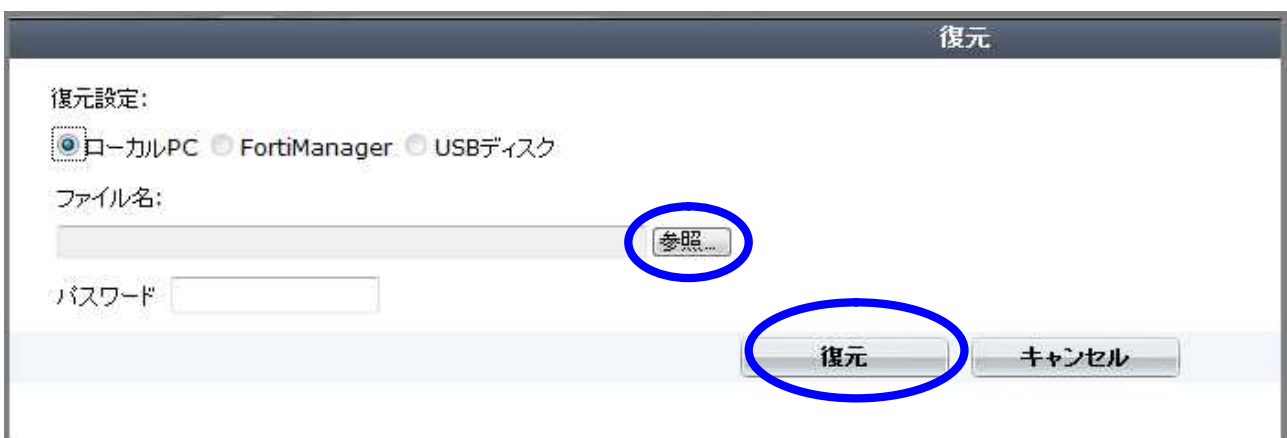 復元
復元設定:
ローカルPC FortiManager USBディスク
ファイル名:
参照...
パスワード
復元 キャンセル